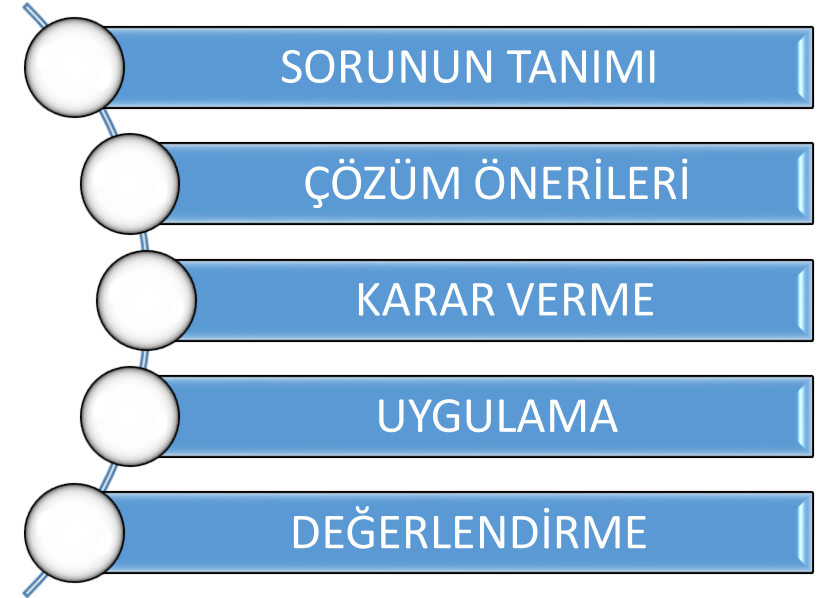 SORUNUN TANIMI
ÇÖZÜM ÖNERİLERİ
KARAR VERME
UYGULAMA
DEĞERLENDİRME